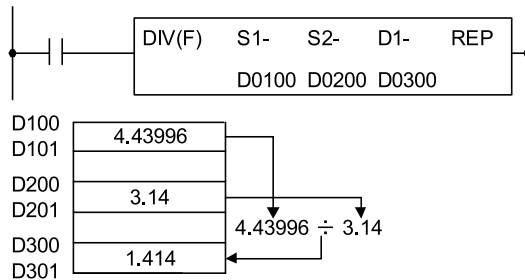 DIV(F) S1- S2- D1- REP
D0100 D0200 D0300
D100
4.43996
D101
D200
3.14
D201
4.43996 ÷ 3.14
D300
1.414
D301